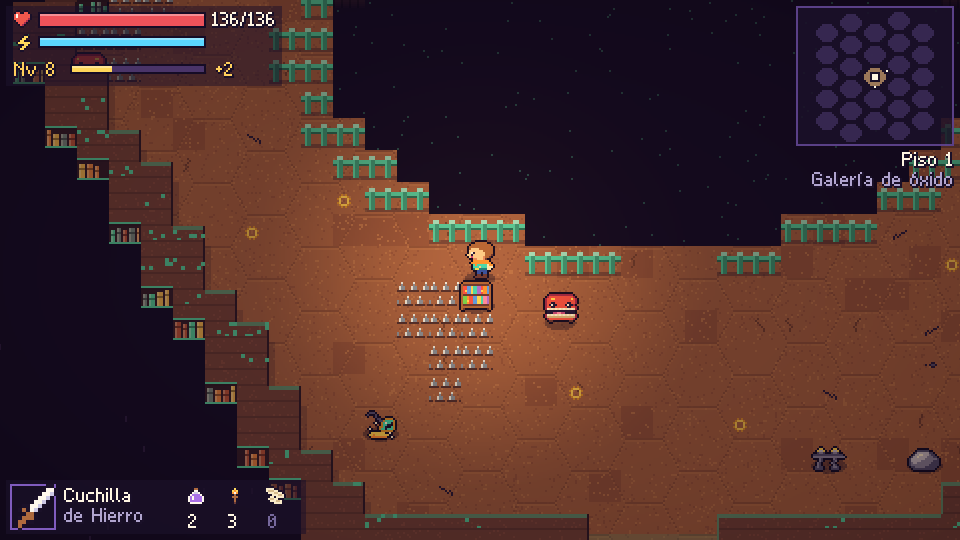 136/136
Nv 8
+2
Piso 1
Galería de óxido
Cuchilla
de Hierro
2
3
0